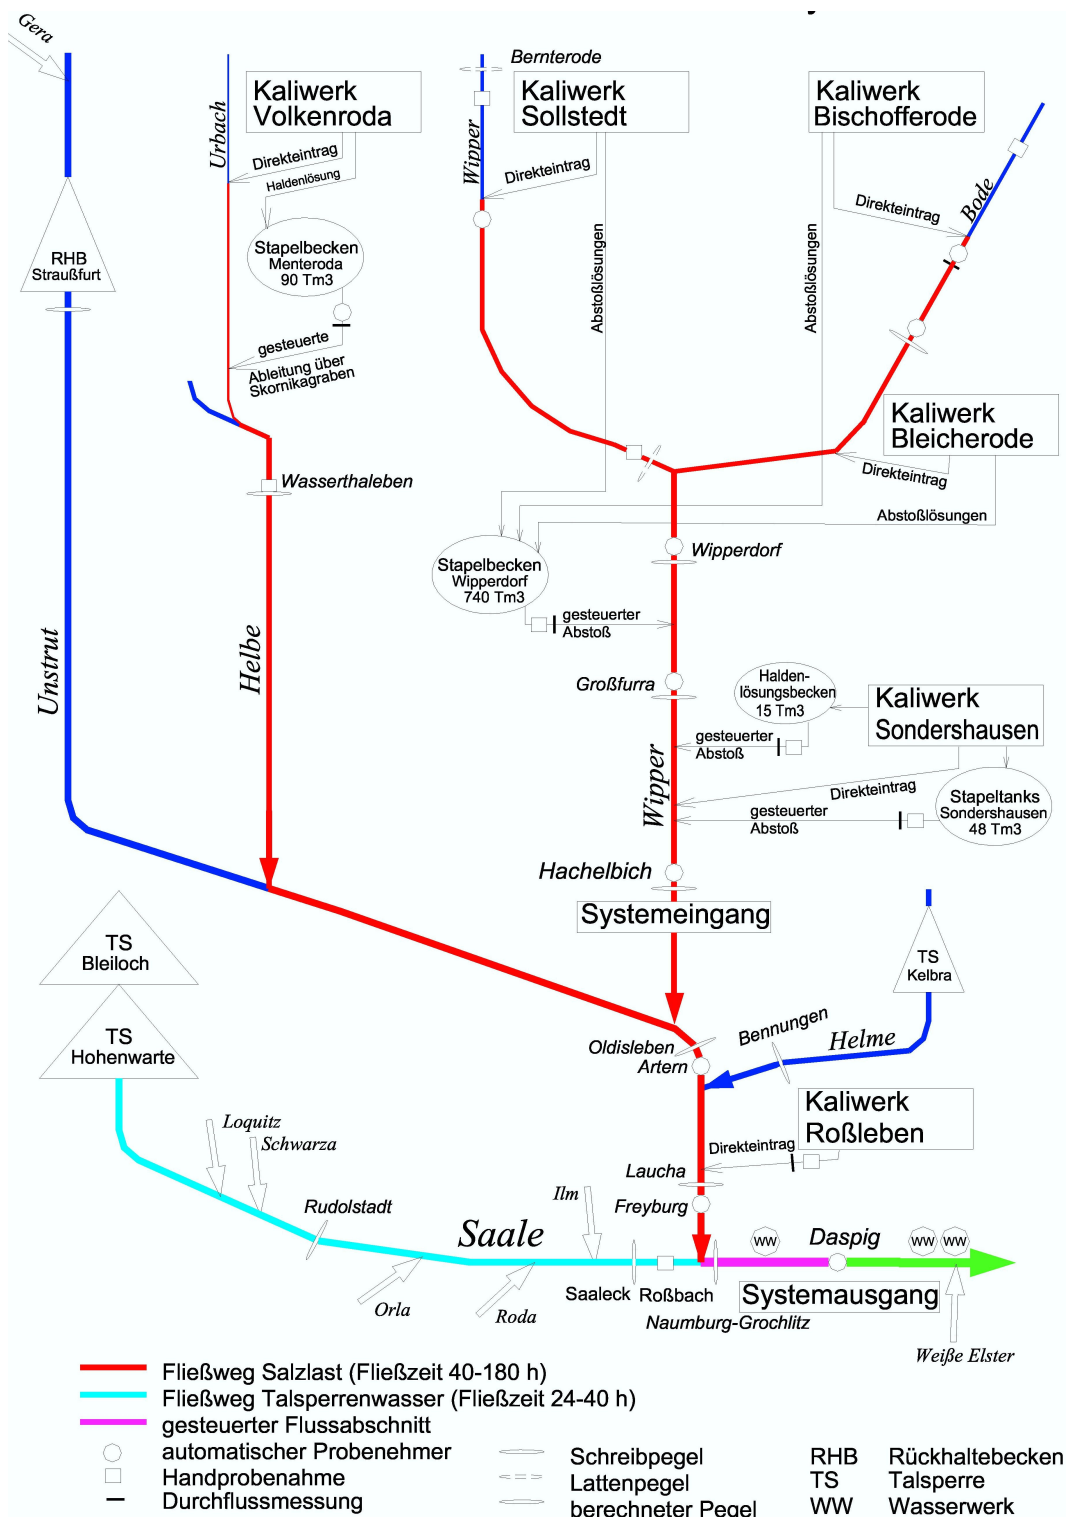 Gera
Bernterode
Kaliwerk
Volkenroda
Kaliwerk
Sollstedt
Kaliwerk
Bischofferode
Urbach
Wipper
Bode
Direkteintrag
Haldenlösung
Direkteintrag
Direkteintrag
RHB
Straußfurt
Stapelbecken
Menteroda
90 Tm3
Abstoßlösungen
Abstoßlösungen
gesteuerte
Ableitung über
Skornikagraben
Kaliwerk
Bleicherode
Direkteintrag
Wasserthaleben
Abstoßlösungen
Stapelbecken
Wipperdorf
740 Tm3
Wipperdorf
gesteuerter
Abstoß
Unstrut
Helbe
Großfurra
Halden-
lösungsbecken
15 Tm3
Kaliwerk
Sondershausen
gesteuerter
Abstoß
Wipper
Direkteintrag
gesteuerter
Abstoß
Stapeltanks
Sondershausen
48 Tm3
Hachelbich
Systemeingang
TS
Bleiloch
TS
Kelbra
TS
Hohenwarte
Oldisleben
Artern
Bennungen
Helme
Kaliwerk
Roßleben
Loquitz
Schwarza
Direkteintrag
Laucha
Rudolstadt
Ilm
Freyburg
Saale
WW
Daspig
WW
WW
Orla
Roda
Saaleck
Roßbach
Systemausgang
Naumburg-Grochlitz
Weiße Elster
Fließweg Salzlast (Fließzeit 40-180 h)
Fließweg Talsperrenwasser (Fließzeit 24-40 h)
gesteuerter Flussabschnitt
automatischer Probenehmer
Handprobenahme
Durchflussmessung
Schreibpegel
Lattenpegel
berechneter Pegel
RHB Rückhaltebecken
TS Talsperre
WW Wasserwerk